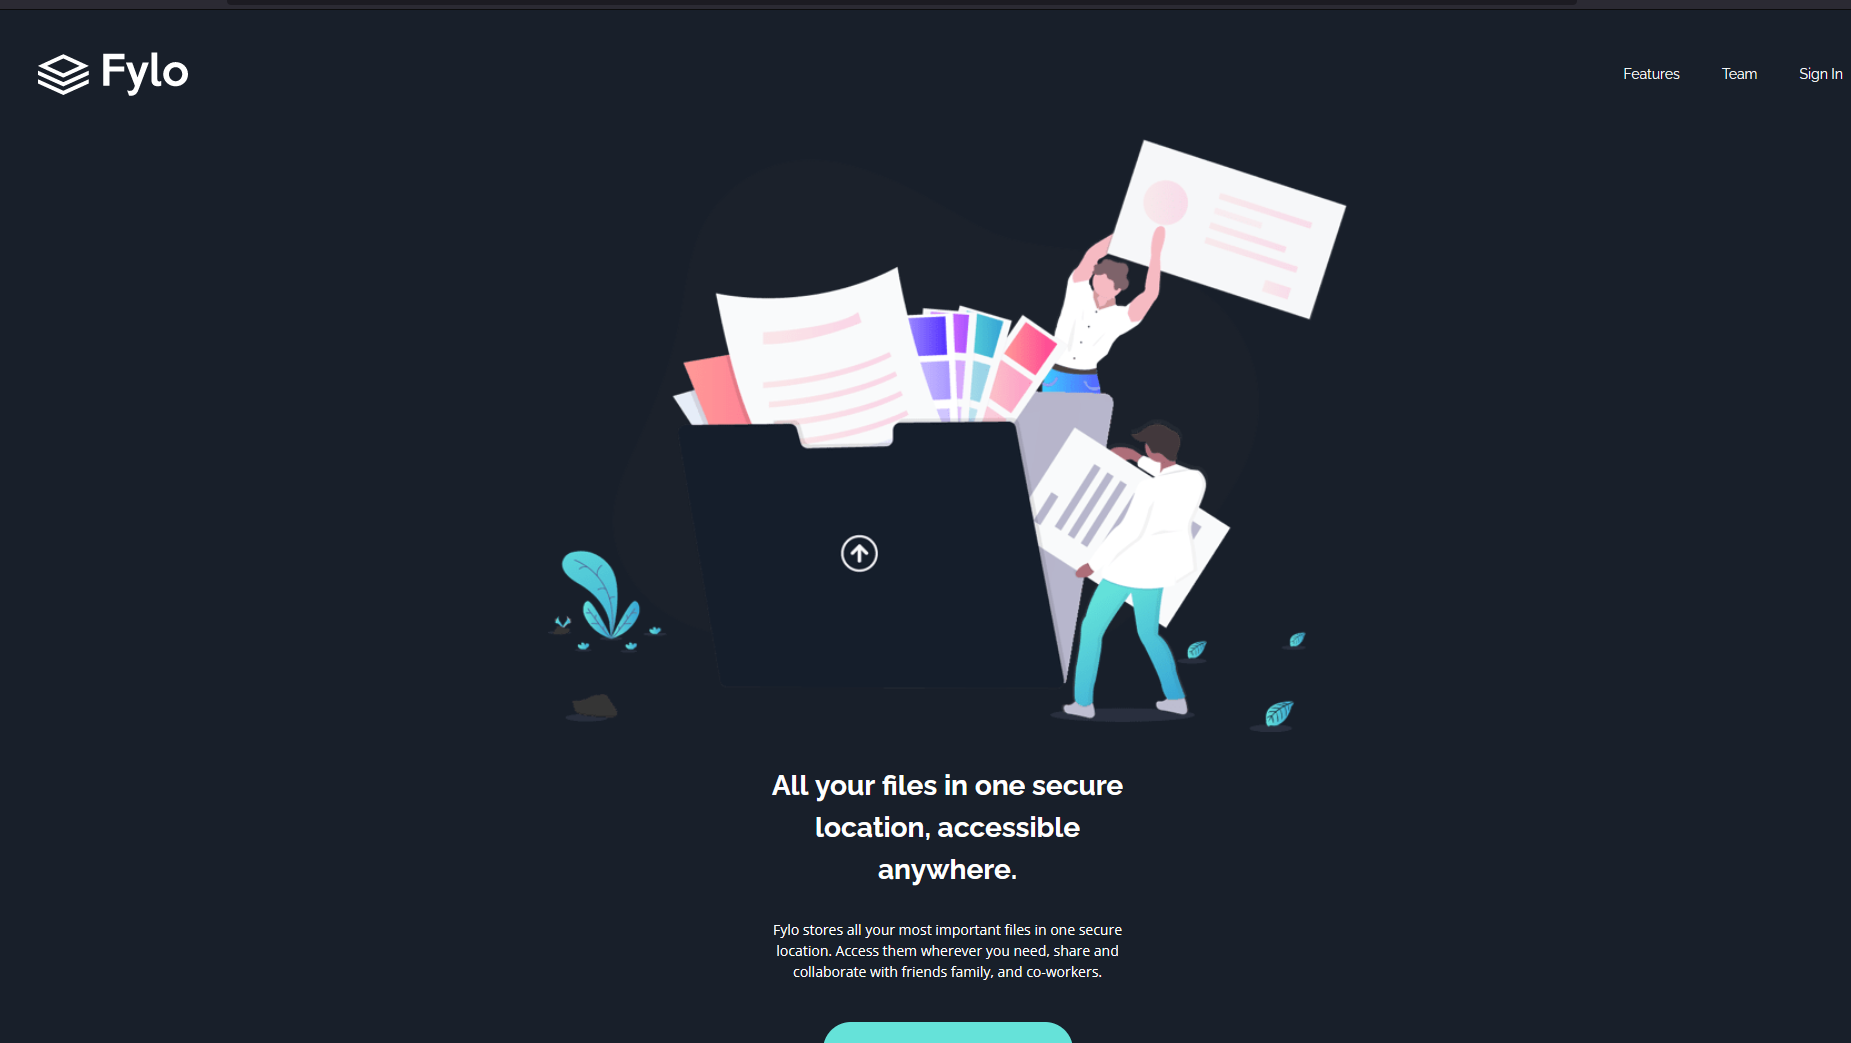 Fylo
Features Team Sign In
All your files in one secure
location, accessible
anywhere.
Fylo stores all your most important files in one secure
location. Access them wherever you need, share and
collaborate with friends family, and co-workers.